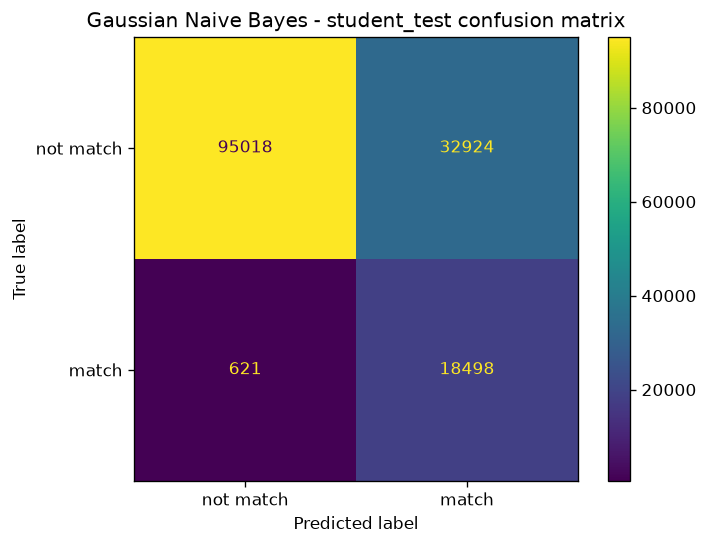 Gaussian Naive Bayes - student_test confusion matrix
True label
not match
match
95018
32924
621
18498
not match
match
Predicted label
80000
60000
40000
20000